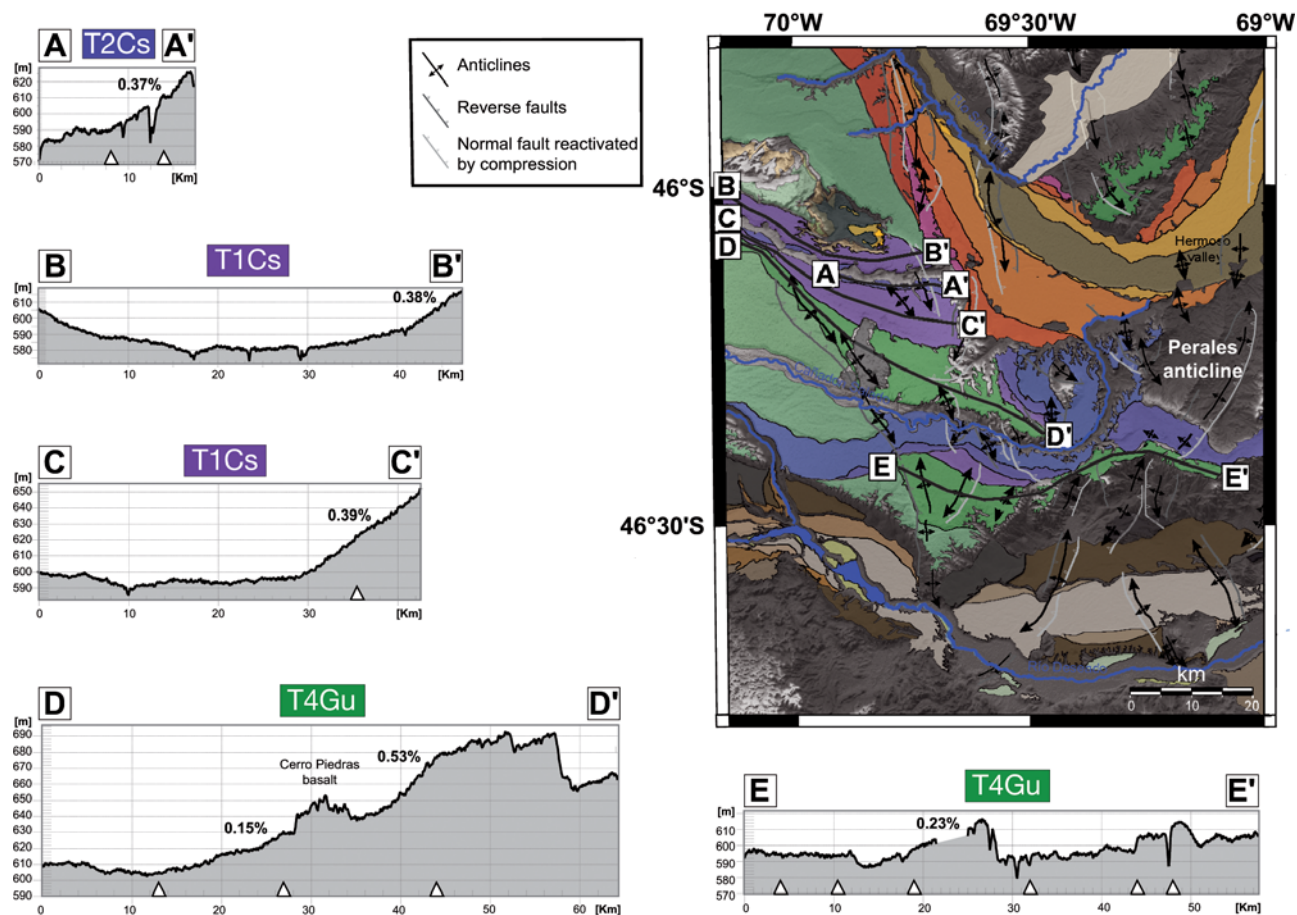 A T2Cs A'
[m]
620
610
600
590
580
570
0.37%
0 10 [Km]
Anticlines
Reverse faults
Normal fault reactivated
by compression
B T1Cs B'
[m]
610
600
590
580
0.38%
0 10 20 30 40 [Km]
C T1Cs C'
[m]
650
640
630
620
610
600
590
0.39%
0 10 20 30 [Km]
D T4Gu D'
[m]
690
680
670
660
650
640
630
620
610
600
590
Cerro Piedras
basalt
0.15%
0.53%
0 10 20 30 40 50 60 [Km]
70°W 69°30'W 69°W
46°S
46°30'S
B
C
D
B'
A
A'
C'
Hermoso
valley
Perales
anticline
D'
E
E'
km
0 10 20
E T4Gu E'
[m]
610
600
590
580
570
0.23%
0 10 20 30 40 50 [Km]